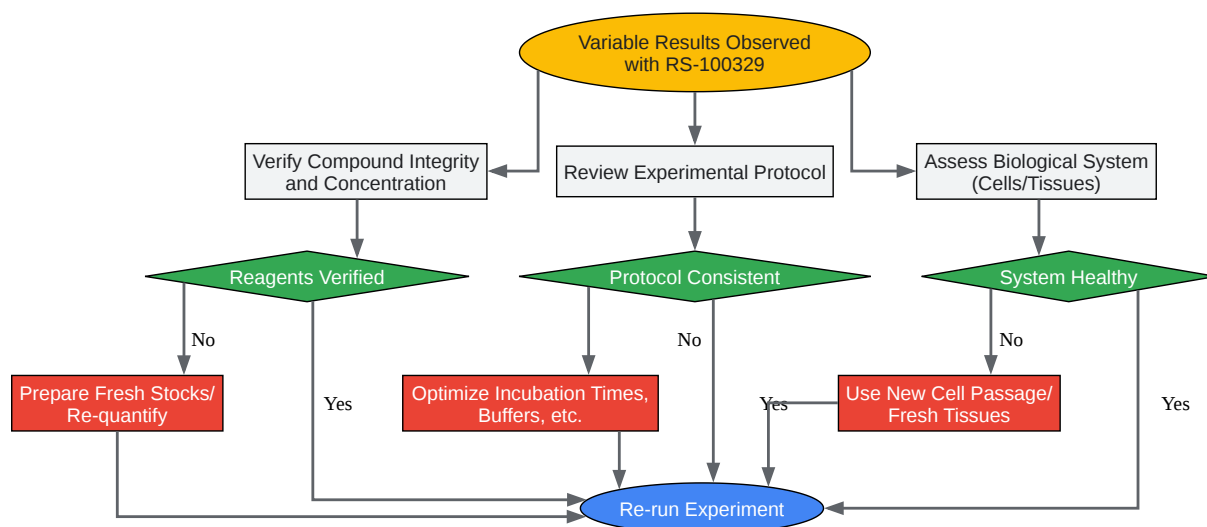 Variable Results Observed
with RS-100329
Verify Compound Integrity
and Concentration
Review Experimental Protocol
Assess Biological System
(Cells/Tissues)
Reagents Verified
Protocol Consistent
System Healthy
No
No
No
Prepare Fresh Stocks/
Re-quantify
Yes
Optimize Incubation Times,
Buffers, etc.
Yes
Use New Cell Passage/
Fresh Tissues
Yes
Re-run Experiment